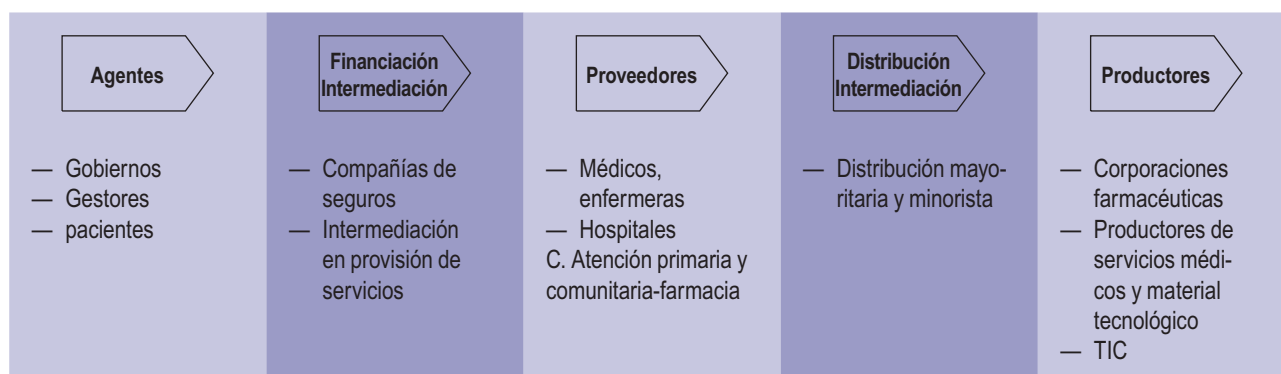 Agentes
— Gobiernos
— Gestores
— pacientes
Financiación
Intermediación
— Compañías de
seguros
— Intermediación
en provisión de
servicios
Proveedores
— Médicos,
enfermeras
— Hospitales
C. Atención primaria y
comunitaria-farmacia
Distribución
Intermediación
— Distribución mayo-
ritaria y minorista
Productores
— Corporaciones
farmacéuticas
— Productores de
servicios médi-
cos y material
tecnológico
— TIC